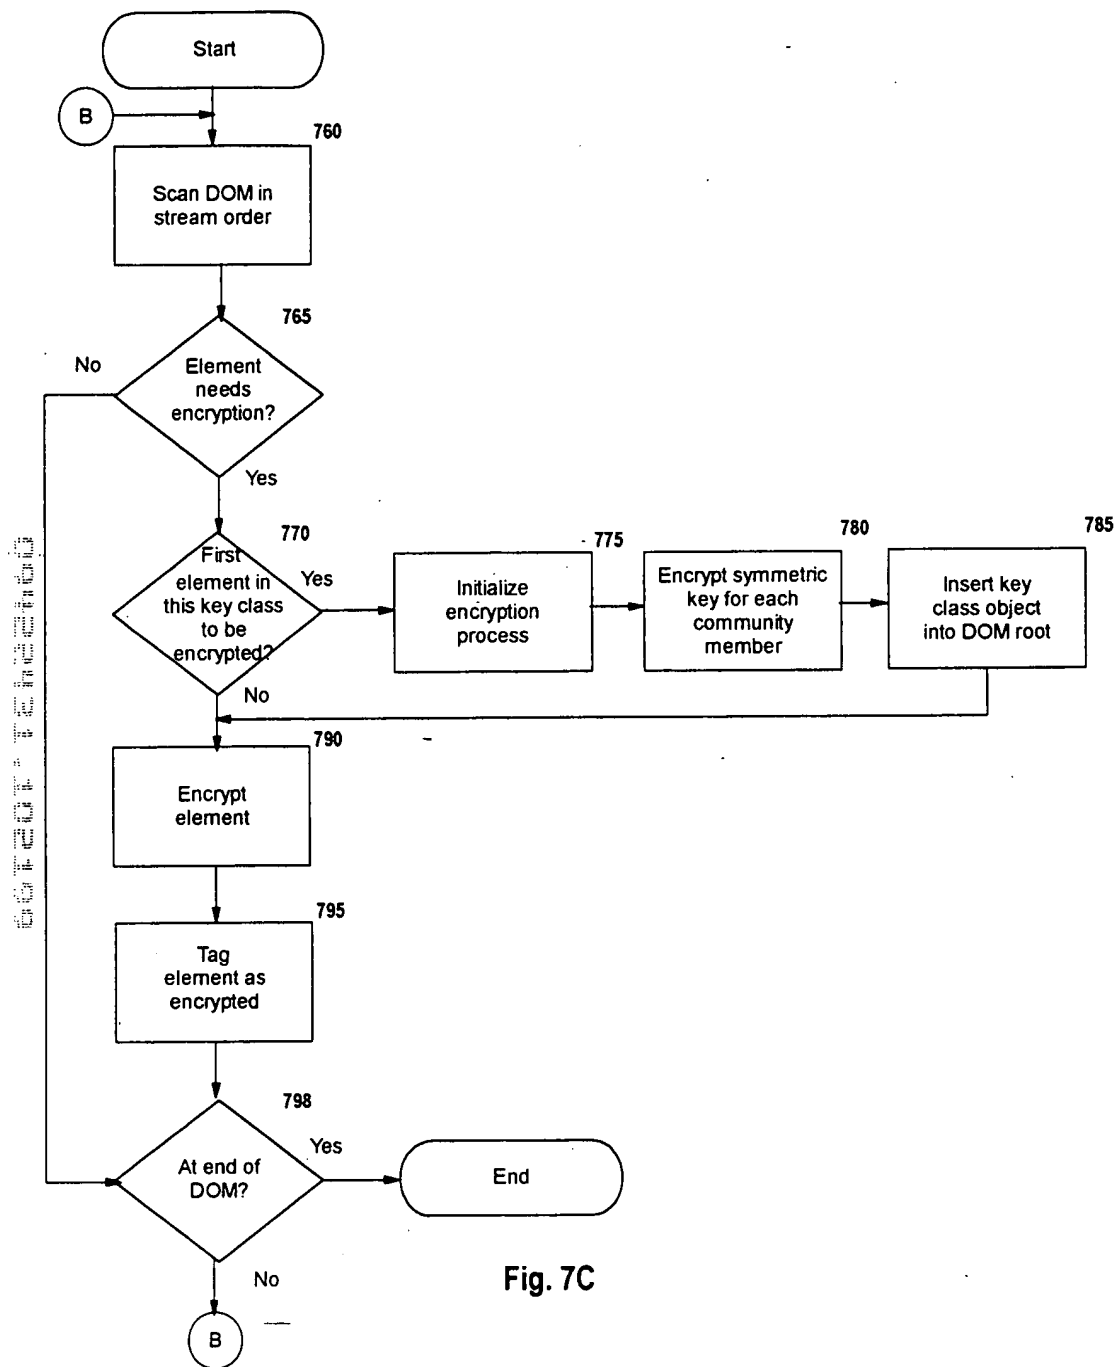 Start
B
760
Scan DOM in
stream order
765
No
Element
needs
encryption?
Yes
770
First
element in
this key class
to be
encrypted?
Yes
775
Initialize
encryption
process
780
Encrypt symmetric
key for each
community
member
785
Insert key
class object
into DOM root
No
790
Encrypt
element
795
Tag
element as
encrypted
798
At end of
DOM?
Yes
End
No
B
Fig. 7C